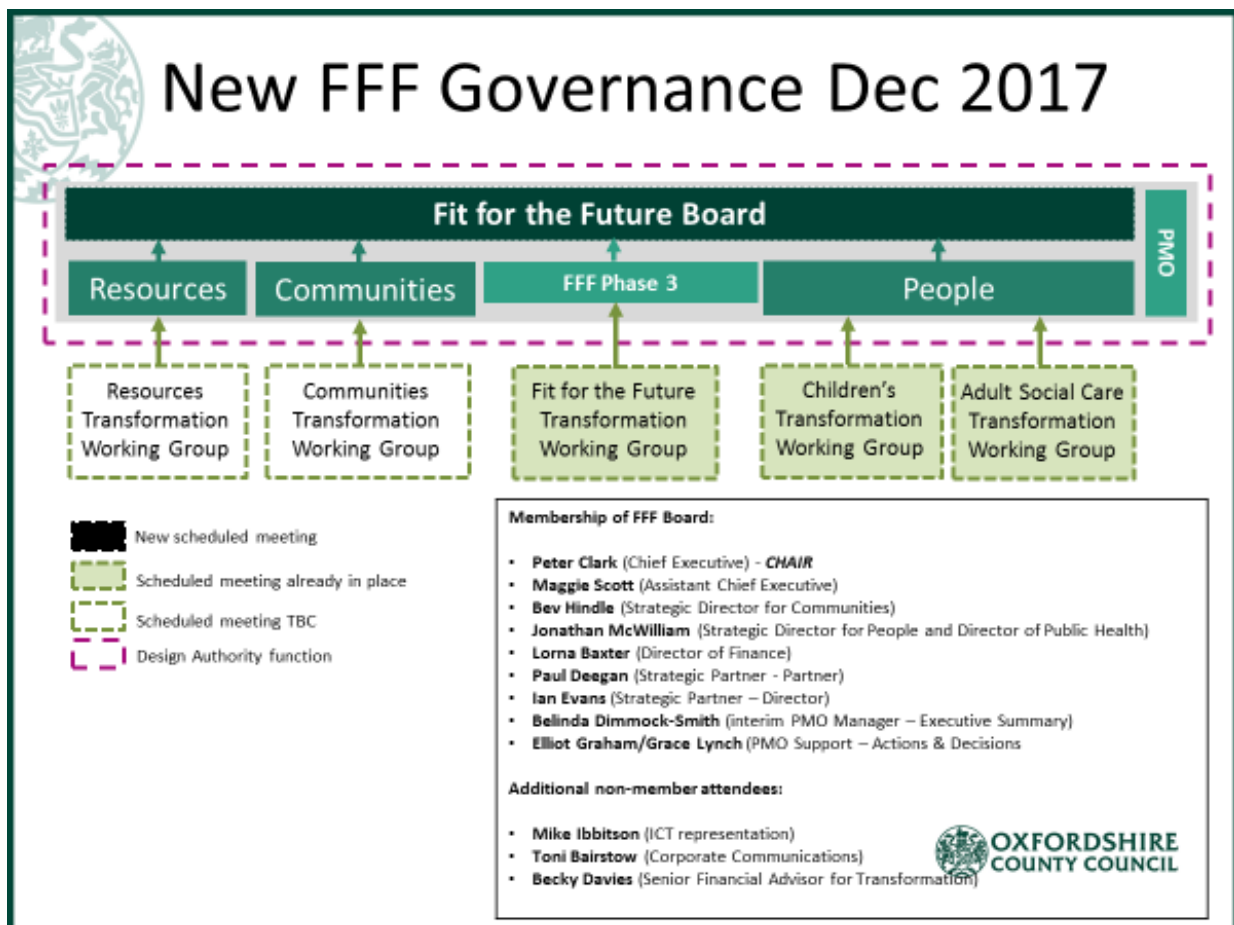 New FFF Governance Dec 2017
Fit for the Future Board
PMO
Resources
Communities
FFF Phase 3
People
Resources
Transformation
Working Group
Communities
Transformation
Working Group
Fit for the Future
Transformation
Working Group
Children's
Transformation
Working Group
Adult Social Care
Transformation
Working Group
New scheduled meeting
Scheduled meeting already in place
Scheduled meeting TBC
Design Authority function
Membership of FFF Board:
• Peter Clark (Chief Executive) - CHAIR
• Maggie Scott (Assistant Chief Executive)
• Bev Hindle (Strategic Director for Communities)
• Jonathan McWilliam (Strategic Director for People and Director of Public Health)
• Lorna Baxter (Director of Finance)
• Paul Deegan (Strategic Partner - Partner)
• Ian Evans (Strategic Partner – Director)
• Belinda Dimmock-Smith (interim PMO Manager – Executive Summary)
• Elliot Graham/Grace Lynch (PMO Support – Actions & Decisions
Additional non-member attendees:
• Mike Ibbitson (ICT representation)
• Toni Bairstow (Corporate Communications)
• Becky Davies (Senior Financial Advisor for Transformation)
OXFORDSHIRE
COUNTY COUNCIL